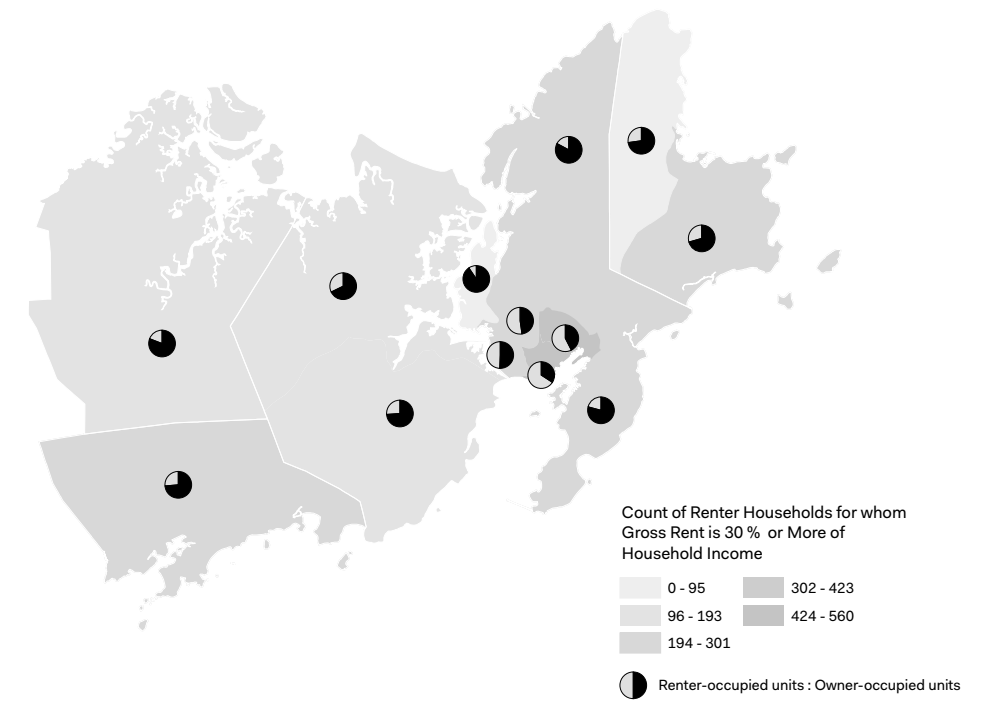 Count of Renter Households for whom
Gross Rent is 30 % or More of
Household Income
0 - 95
302 - 423
96 - 193
424 - 560
194 - 301
Renter-occupied units : Owner-occupied units